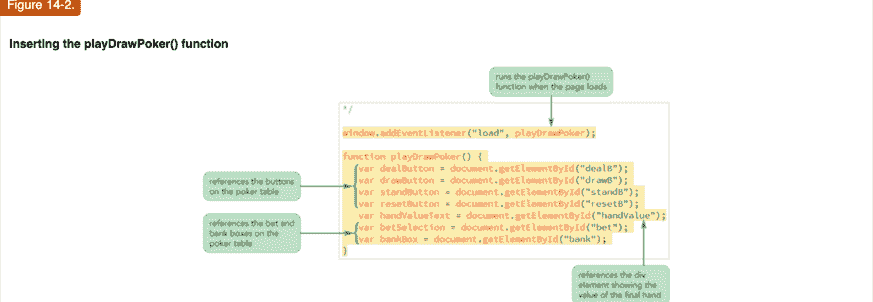 Figure 14-2.
Inserting the playDrawPoker() function
runs the playDrawPoker()
function when the page loads
*/
window.addEventListener("load", playDrawPoker);
function playDrawPoker() {
var dealButton = document.getElementById("dealB");
var drawButton = document.getElementById("drawB");
var standButton = document.getElementById("standB");
var resetButton = document.getElementById("resetB");
var handValueText = document.getElementById("handValue");
var betSelection = document.getElementById("bet");
var bankBox = document.getElementById("bank");
}
references the buttons
on the poker table
references the bet and
bank boxes on the
poker table
references the div
element showing the
value of the final hand